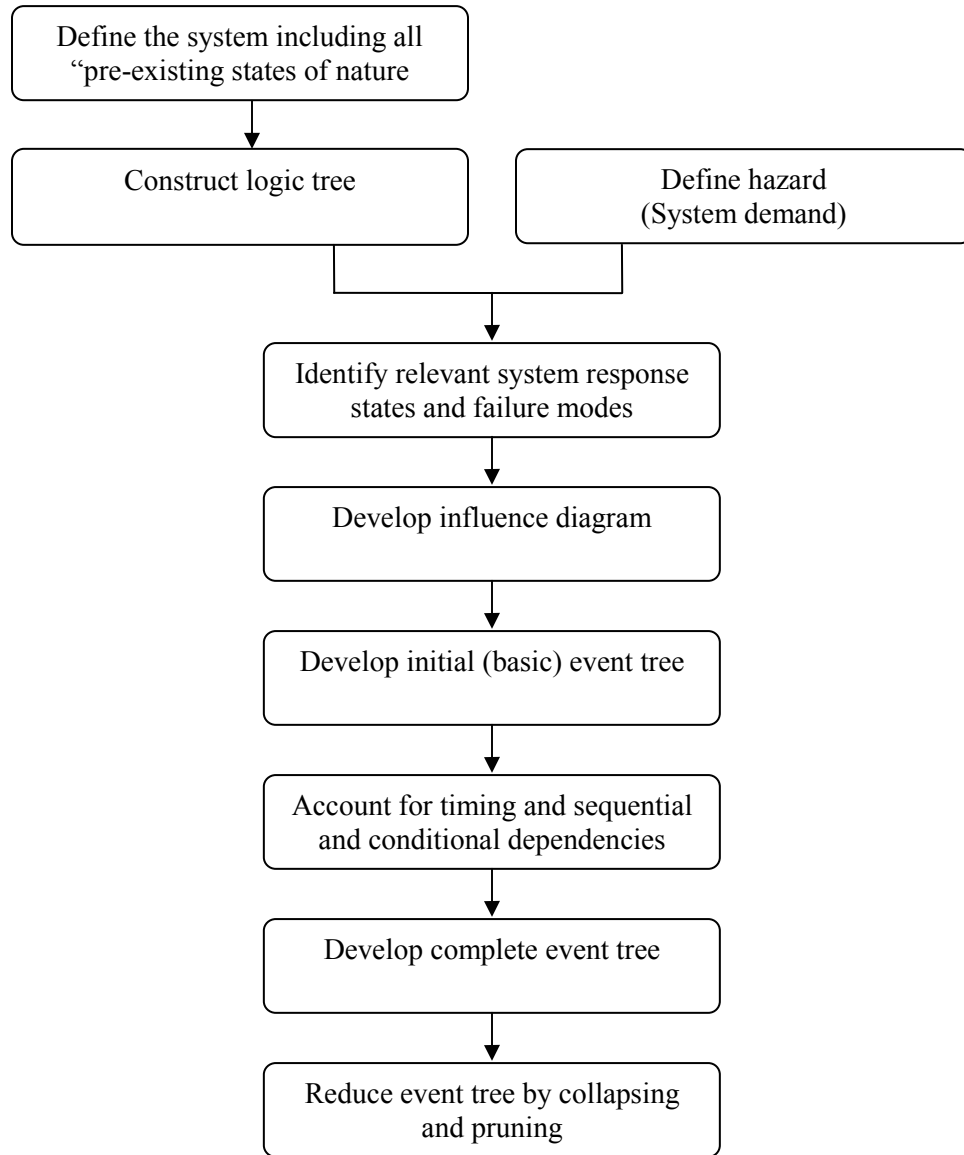 Define the system including all
“pre-existing states of nature
Construct logic tree
Define hazard
(System demand)
Identify relevant system response
states and failure modes
Develop influence diagram
Develop initial (basic) event tree
Account for timing and sequential
and conditional dependencies
Develop complete event tree
Reduce event tree by collapsing
and pruning